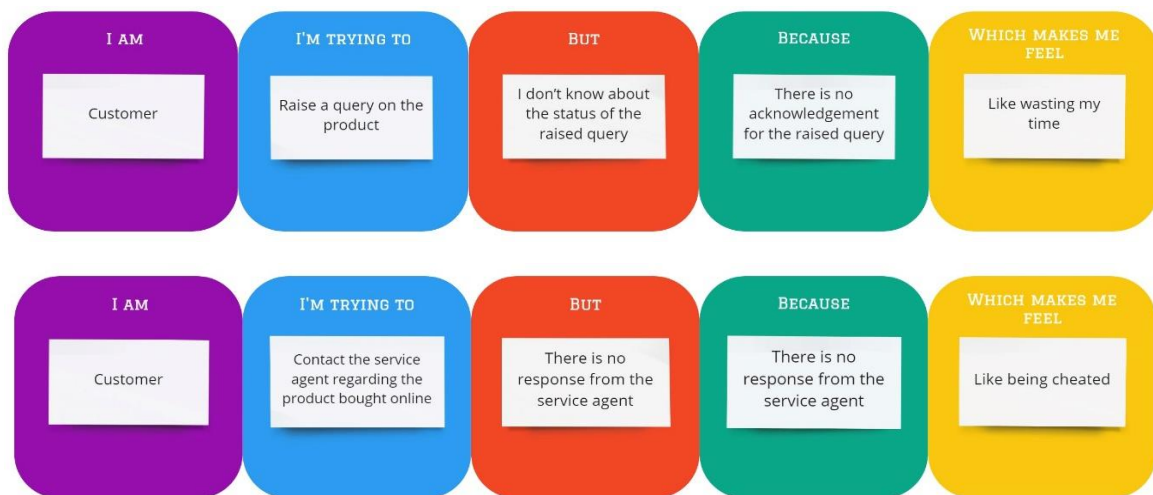 I AM
I'M TRYING TO
BUT
BECAUSE
WHICH MAKES ME
FEEL
Customer
Raise a query on the
product
I don't know about
the status of the
raised query
There is no
acknowledgement
for the raised query
Like wasting my
time
I AM
I'M TRYING TO
BUT
BECAUSE
WHICH MAKES ME
FEEL
Customer
Contact the service
agent regarding the
product bought online
There is no
response from the
service agent
There is no
response from the
service agent
Like being cheated